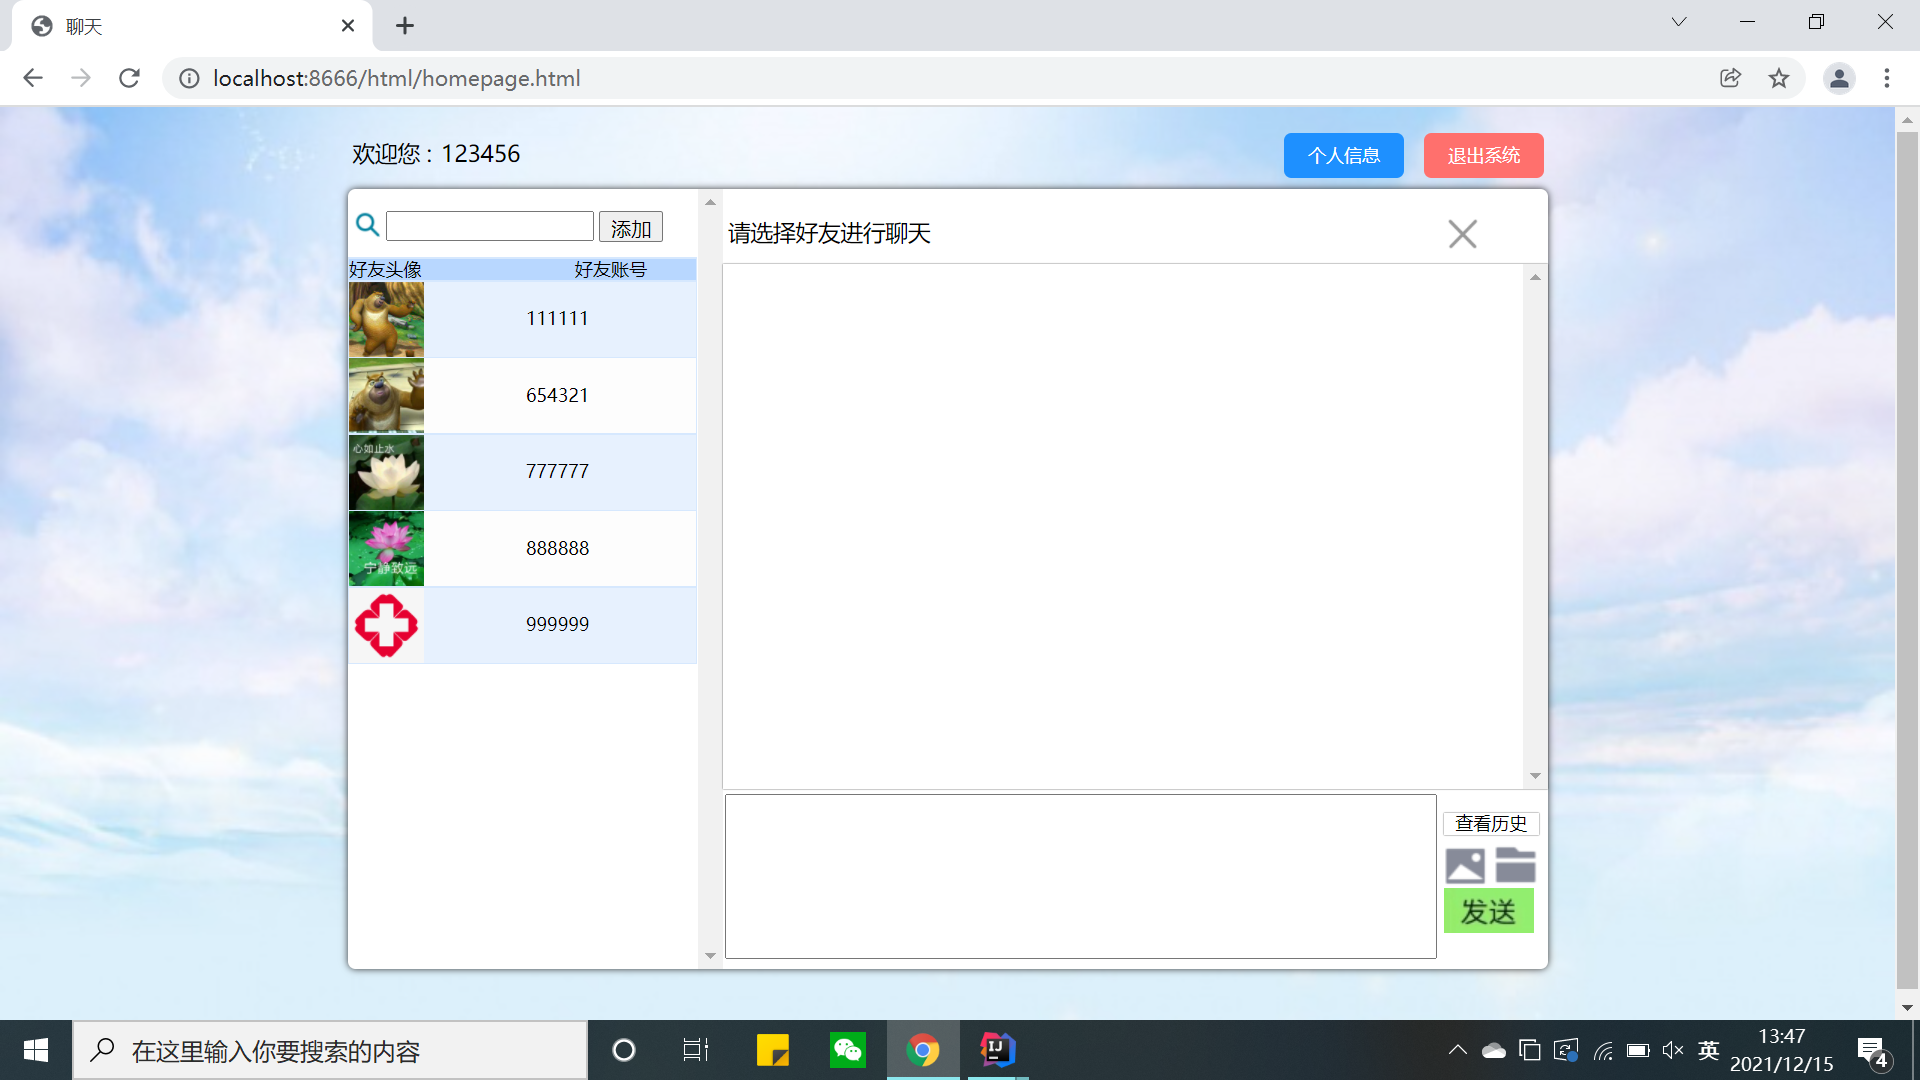 聊天
localhost:8666/html/homepage.html
欢迎您：123456
个人信息
退出系统
添加
请选择好友进行聊天
好友头像 好友账号
111111
654321
心如止水
777777
宁静致远
888888
999999
查看历史
发送
在这里输入你要搜索的内容
英
13:47
2021/12/15
4
IJ